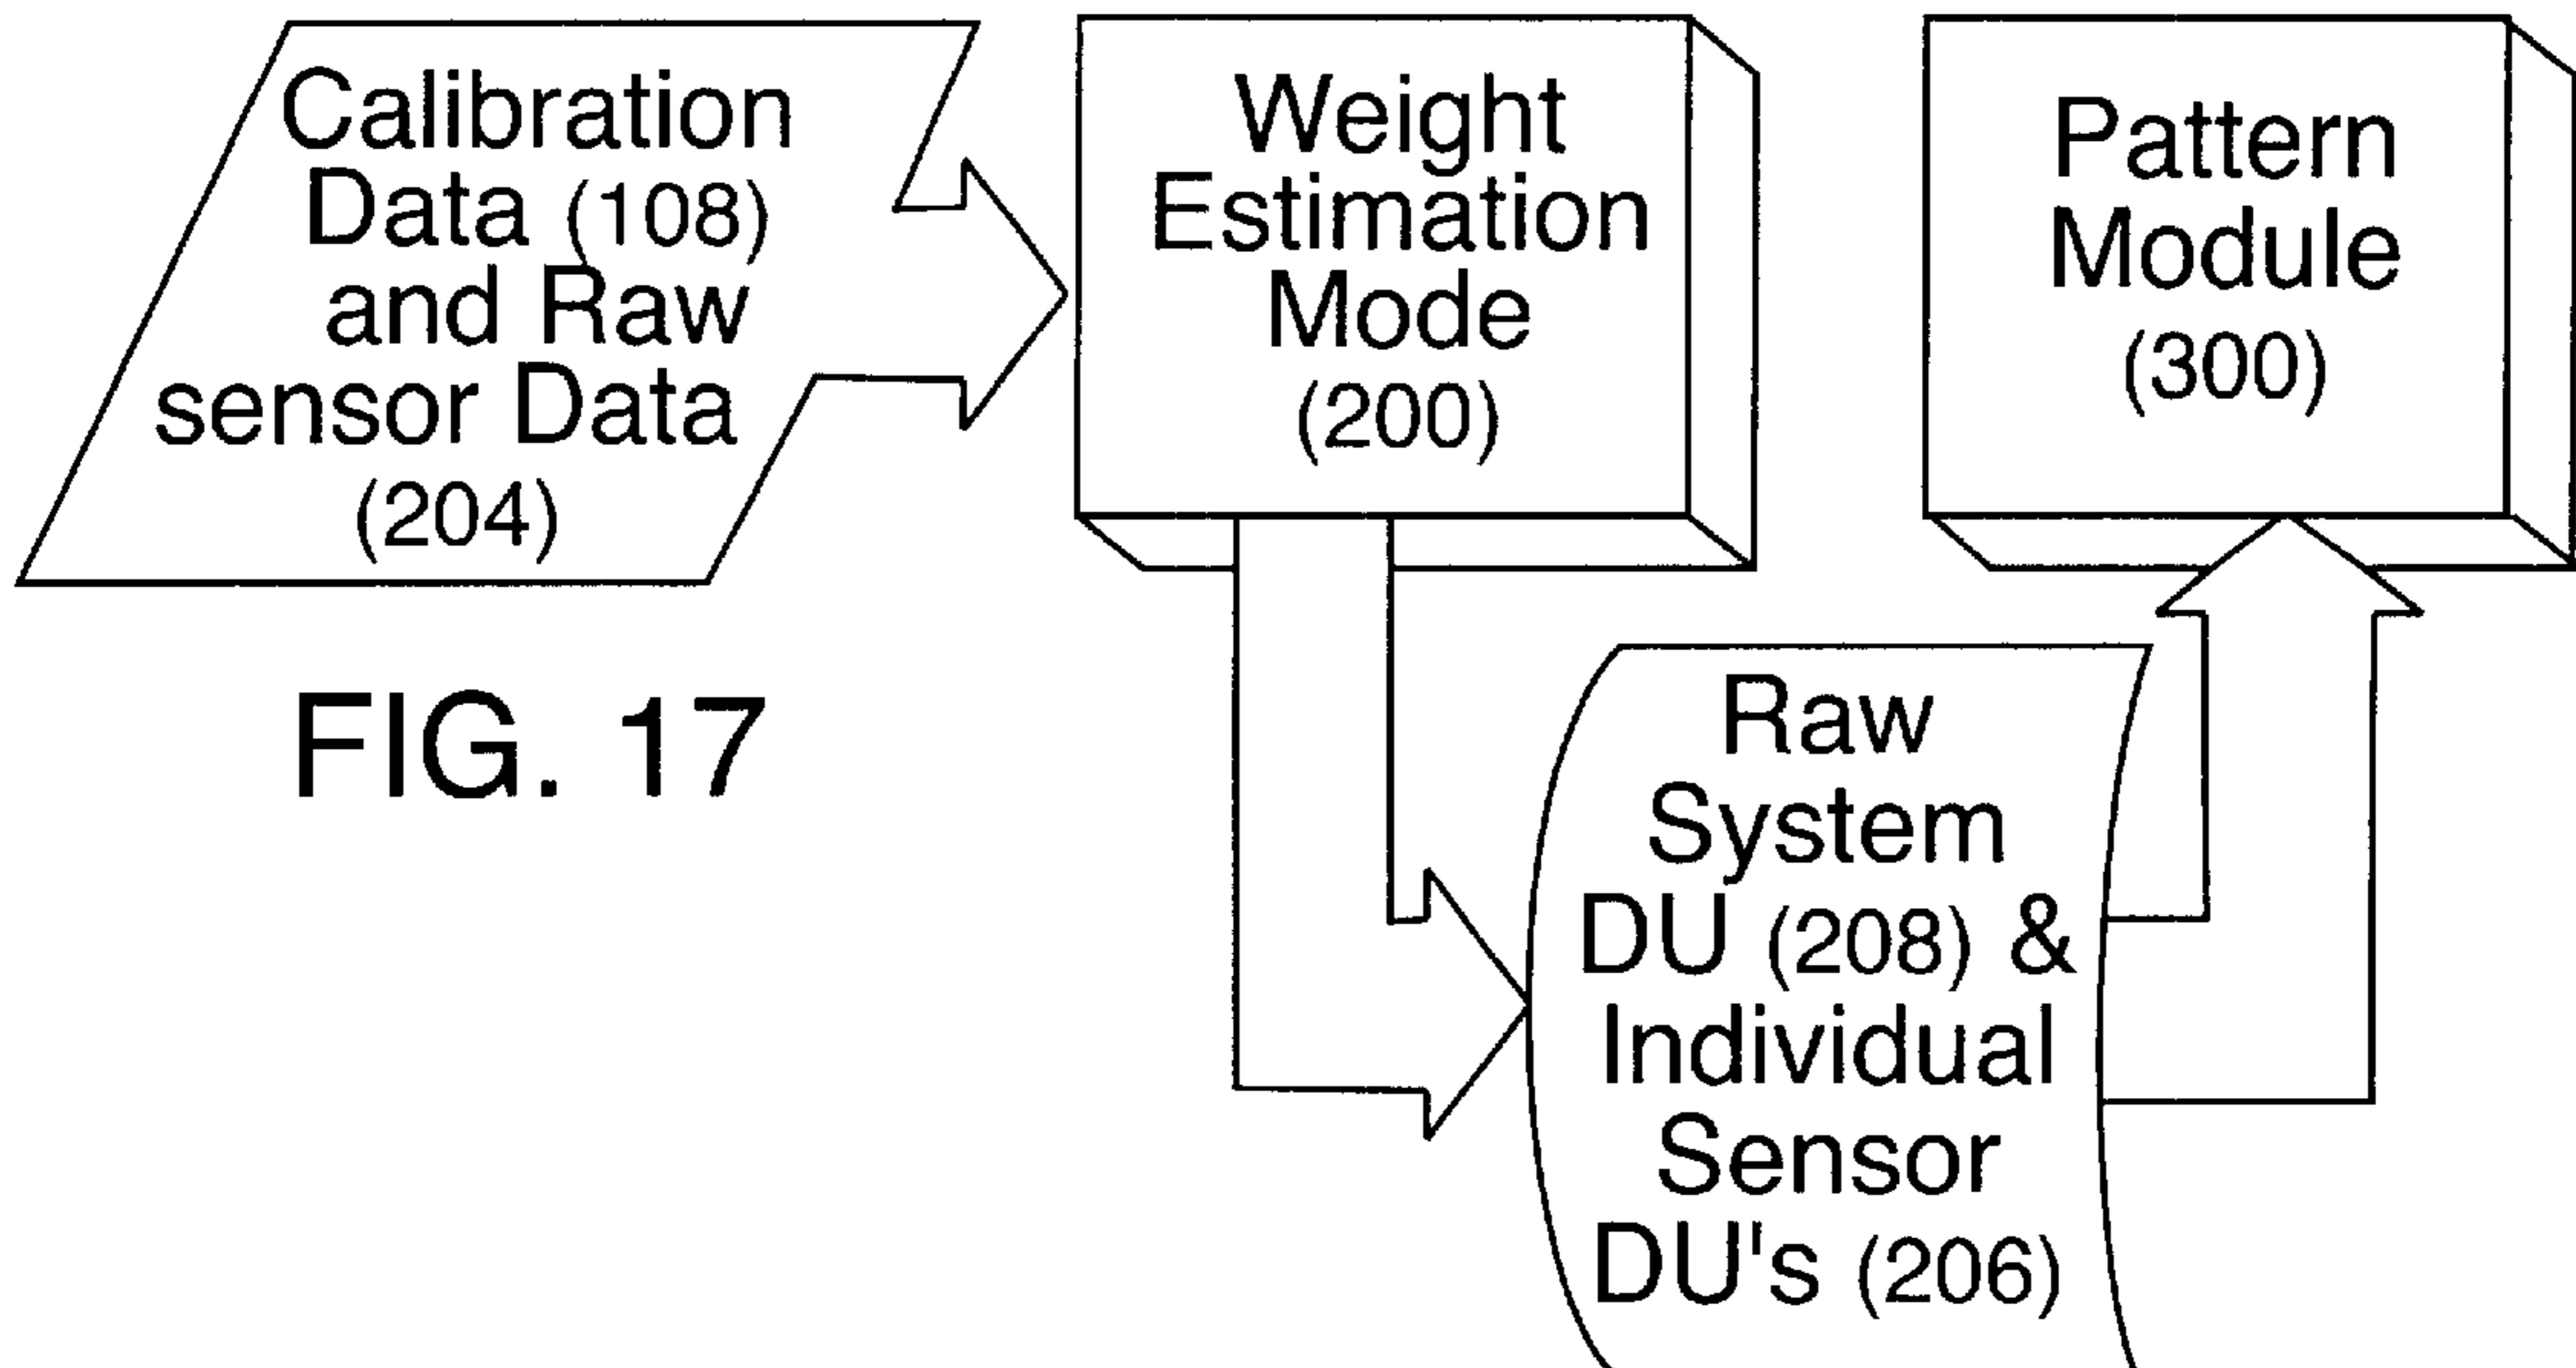 Calibration
Data (108)
and Raw
sensor Data
(204)
Weight
Estimation
Mode
(200)
Pattern
Module
(300)
FIG. 17
Raw
System
DU (208) &
Individual
Sensor
DU's (206)